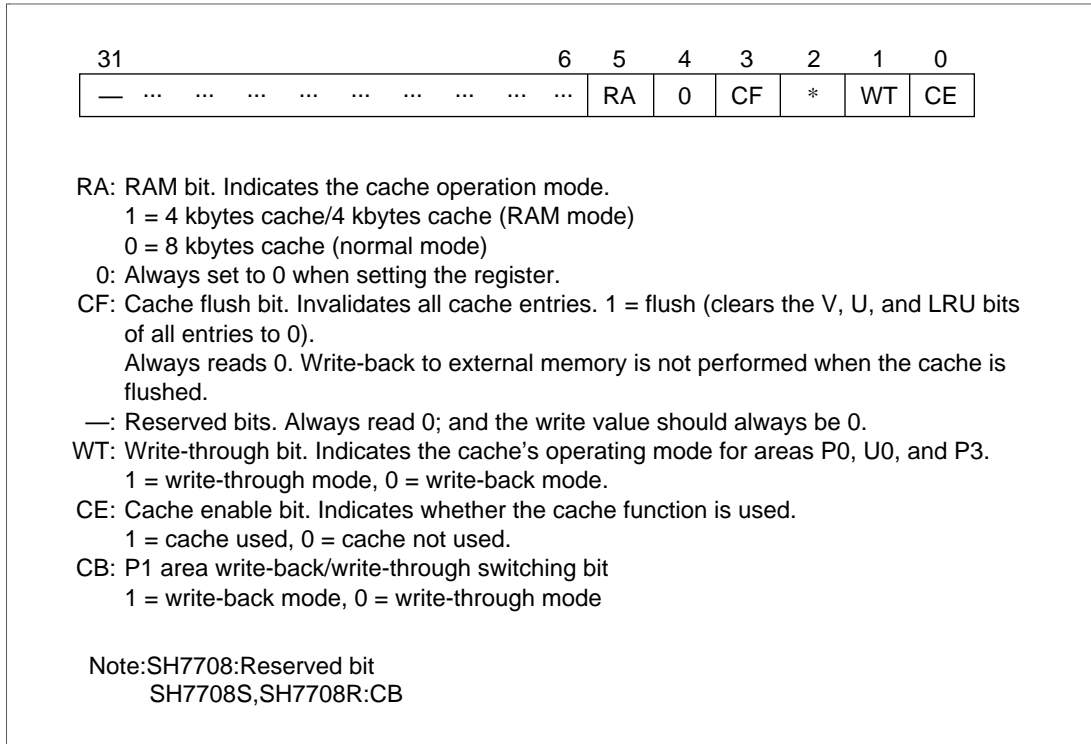 31 6 5 4 3 2 1 0
— ... ... ... ... ... ... ... ... ... RA 0 CF * WT CE
RA: RAM bit. Indicates the cache operation mode.
1 = 4 kbytes cache/4 kbytes cache (RAM mode)
0 = 8 kbytes cache (normal mode)
0: Always set to 0 when setting the register.
CF: Cache flush bit. Invalidates all cache entries. 1 = flush (clears the V, U, and LRU bits
of all entries to 0).
Always reads 0. Write-back to external memory is not performed when the cache is
flushed.
—: Reserved bits. Always read 0; and the write value should always be 0.
WT: Write-through bit. Indicates the cache’s operating mode for areas P0, U0, and P3.
1 = write-through mode, 0 = write-back mode.
CE: Cache enable bit. Indicates whether the cache function is used.
1 = cache used, 0 = cache not used.
CB: P1 area write-back/write-through switching bit
1 = write-back mode, 0 = write-through mode
Note:SH7708:Reserved bit
SH7708S,SH7708R:CB